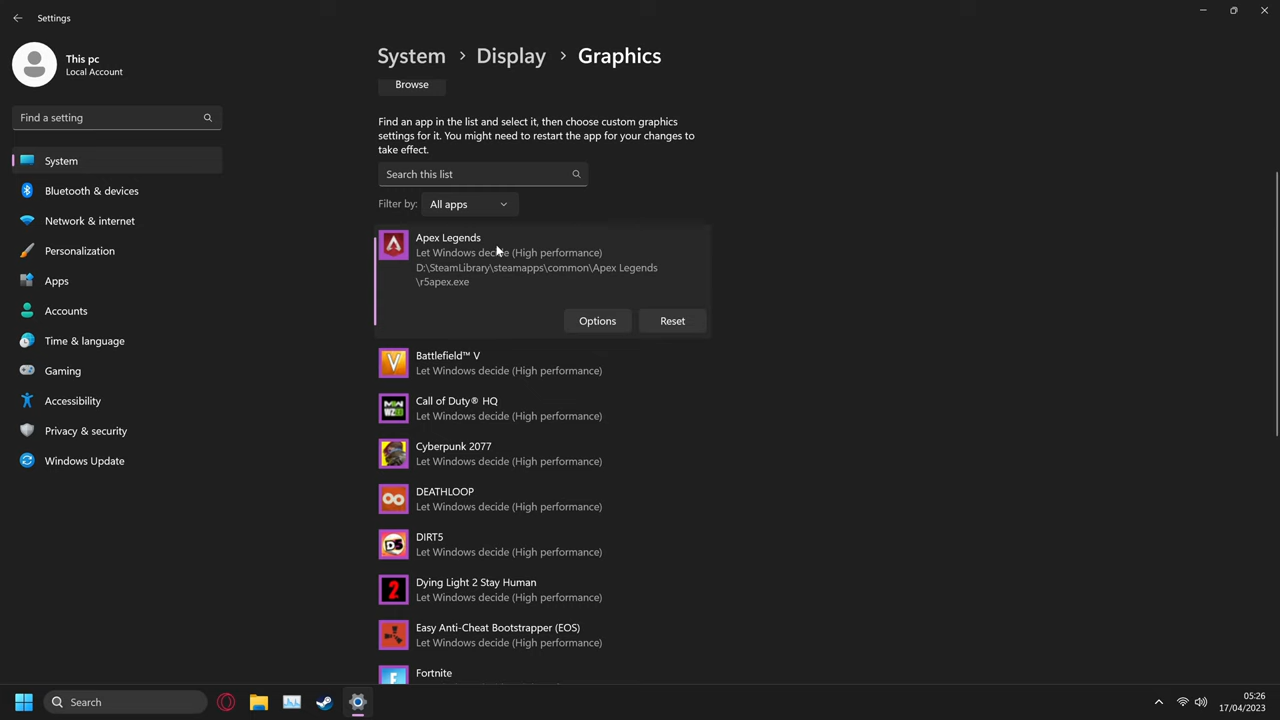 Settings
This pc
Local Account
Find a setting
System
Bluetooth & devices
Network & internet
Personalization
Apps
Accounts
Time & language
Gaming
Accessibility
Privacy & security
Windows Update
System > Display > Graphics
Browse
Find an app in the list and select it, then choose custom graphics
settings for it. You might need to restart the app for your changes to
take effect.
Search this list
Filter by: All apps
Apex Legends
Let Windows decide (High performance)
D:\SteamLibrary\steamapps\common\Apex Legends
\r5apex.exe
Options Reset
Battlefield™ V
Let Windows decide (High performance)
Call of Duty® HQ
Let Windows decide (High performance)
Cyberpunk 2077
Let Windows decide (High performance)
DEATHLOOP
Let Windows decide (High performance)
DIRT5
Let Windows decide (High performance)
Dying Light 2 Stay Human
Let Windows decide (High performance)
Easy Anti-Cheat Bootstrapper (EOS)
Let Windows decide (High performance)
Fortnite
Search
05:26
17/04/2023